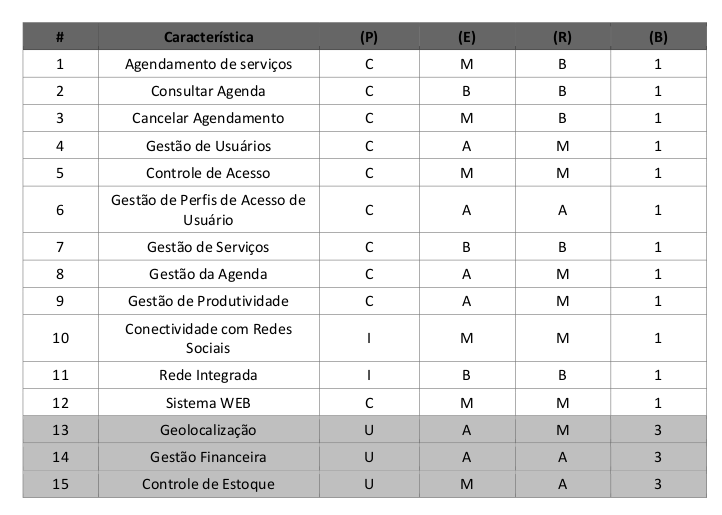 # Característica (P) (E) (R) (B)
1 Agendamento de serviços C M B 1
2 Consultar Agenda C B B 1
3 Cancelar Agendamento C M B 1
4 Gestão de Usuários C A M 1
5 Controle de Acesso C M M 1
6 Gestão de Perfis de Acesso de C A A 1
Usuário
7 Gestão de Serviços C B B 1
8 Gestão da Agenda C A M 1
9 Gestão de Produtividade C A M 1
10 Conectividade com Redes I M M 1
Sociais
11 Rede Integrada I B B 1
12 Sistema WEB C M M 1
13 Geolocalização U A M 3
14 Gestão Financeira U A A 3
15 Controle de Estoque U M A 3